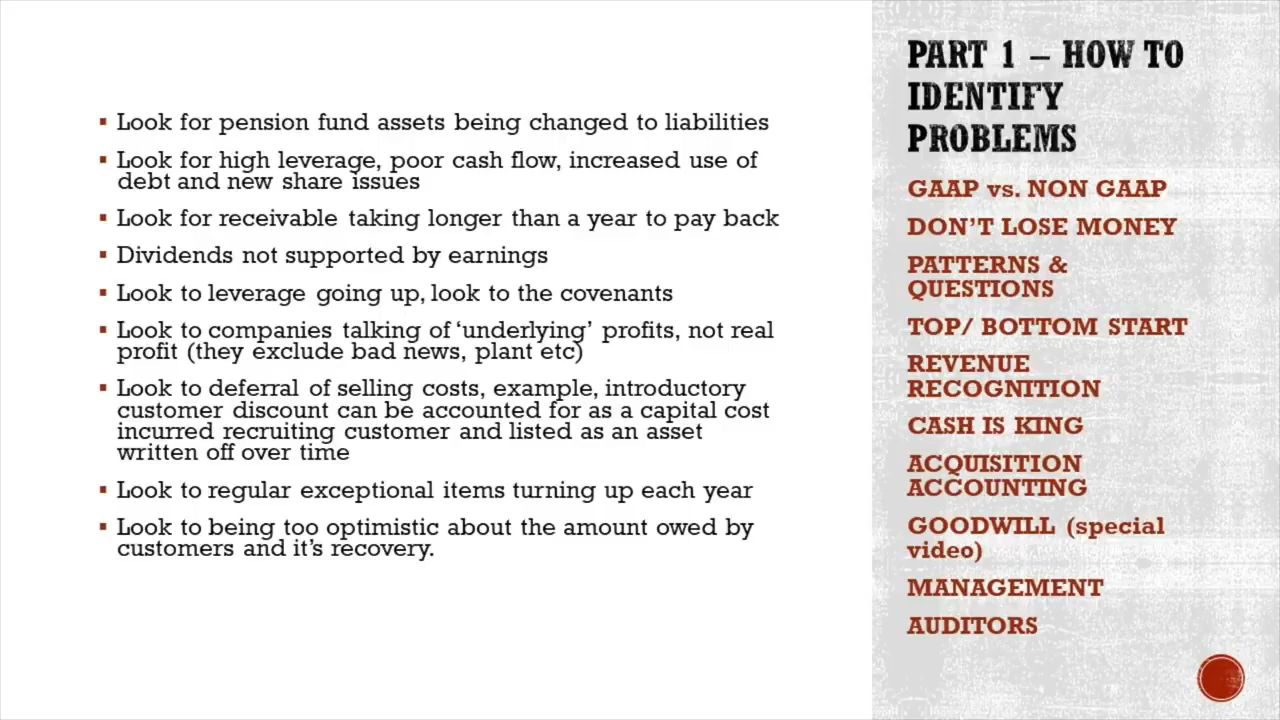 Look for pension fund assets being changed to liabilities
Look for high leverage, poor cash flow, increased use of
debt and new share issues
Look for receivable taking longer than a year to pay back
Dividends not supported by earnings
Look to leverage going up, look to the covenants
Look to companies talking of ‘underlying’ profits, not real
profit (they exclude bad news, plant etc)
Look to deferral of selling costs, example, introductory
customer discount can be accounted for as a capital cost
incurred recruiting customer and listed as an asset
written off over time
Look to regular exceptional items turning up each year
Look to being too optimistic about the amount owed by
customers and it’s recovery.
PART 1 – HOW TO
IDENTIFY
PROBLEMS
GAAP vs. NON GAAP
DON’T LOSE MONEY
PATTERNS &
QUESTIONS
TOP/ BOTTOM START
REVENUE
RECOGNITION
CASH IS KING
ACQUISITION
ACCOUNTING
GOODWILL (special
video)
MANAGEMENT
AUDITORS